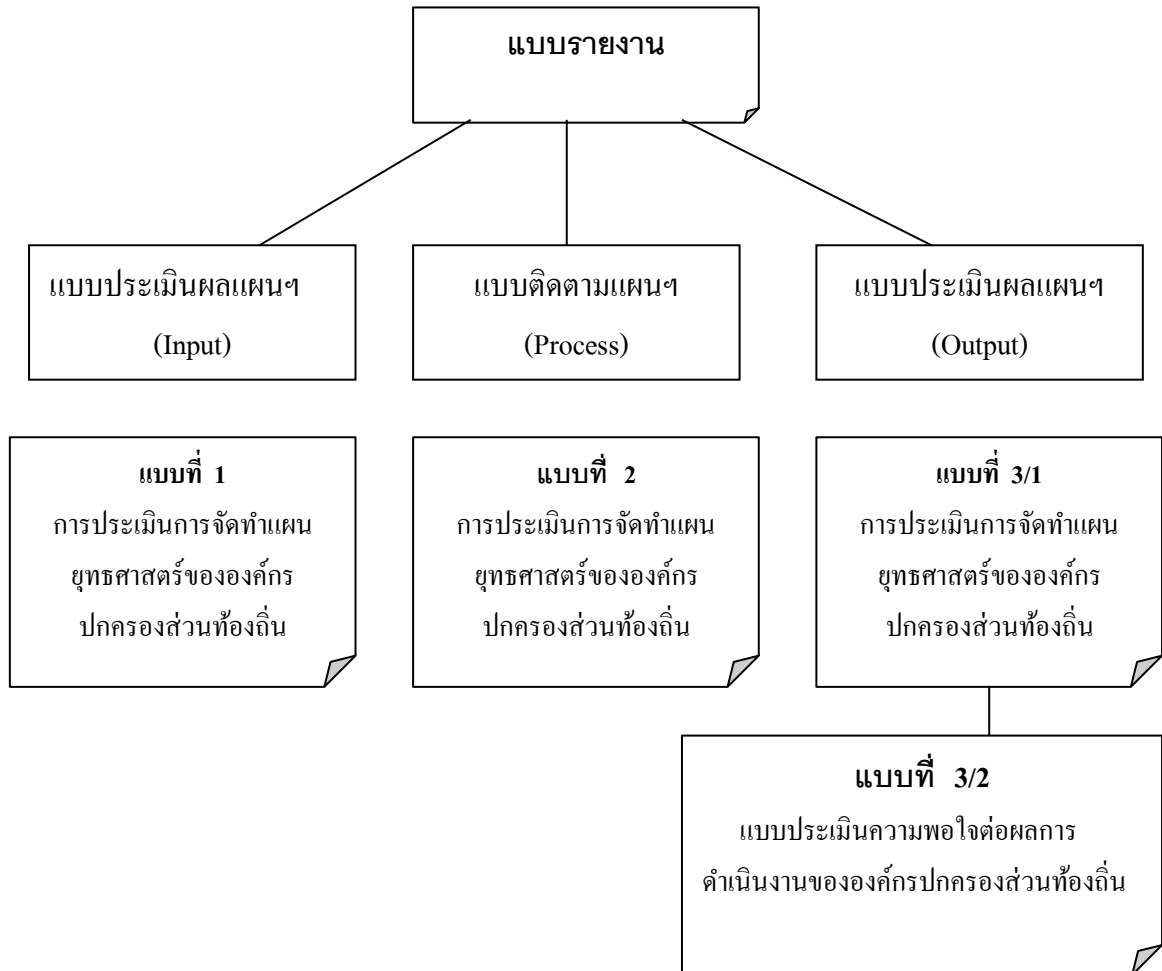 แบบรายงาน
แบบประเมินผลแผนฯ
(Input)
แบบติดตามแผนฯ
(Process)
แบบประเมินผลแผนฯ
(Output)
แบบที่ 1
การประเมินการจัดทำแผน
ยุทธศาสตร์ขององค์กร
ปกครองส่วนท้องถิ่น
แบบที่ 2
การประเมินการจัดทำแผน
ยุทธศาสตร์ขององค์กร
ปกครองส่วนท้องถิ่น
แบบที่ 3/1
การประเมินการจัดทำแผน
ยุทธศาสตร์ขององค์กร
ปกครองส่วนท้องถิ่น
แบบที่ 3/2
แบบประเมินความพอใจต่อผลการ
ดำเนินงานขององค์กรปกครองส่วนท้องถิ่น